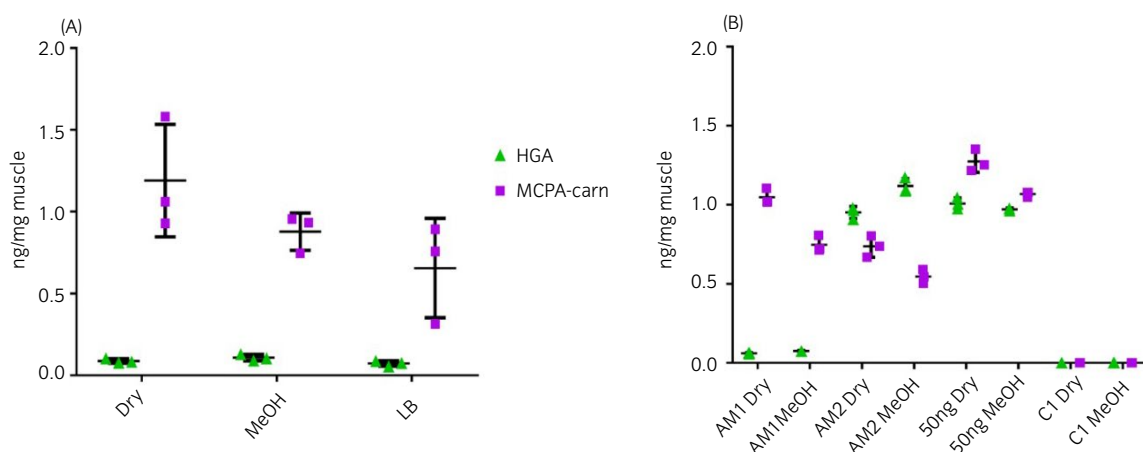 (A)
2.0
1.5
1.0
0.5
0.0
ng/mg muscle
Dry
MeOH
LB
HGA
MCPA-carn
(B)
2.0
1.5
1.0
0.5
0.0
ng/mg muscle
AM1 Dry
AM1 MeOH
AM2 Dry
AM2 MeOH
50ng Dry
50ng MeOH
C1 Dry
C1 MeOH